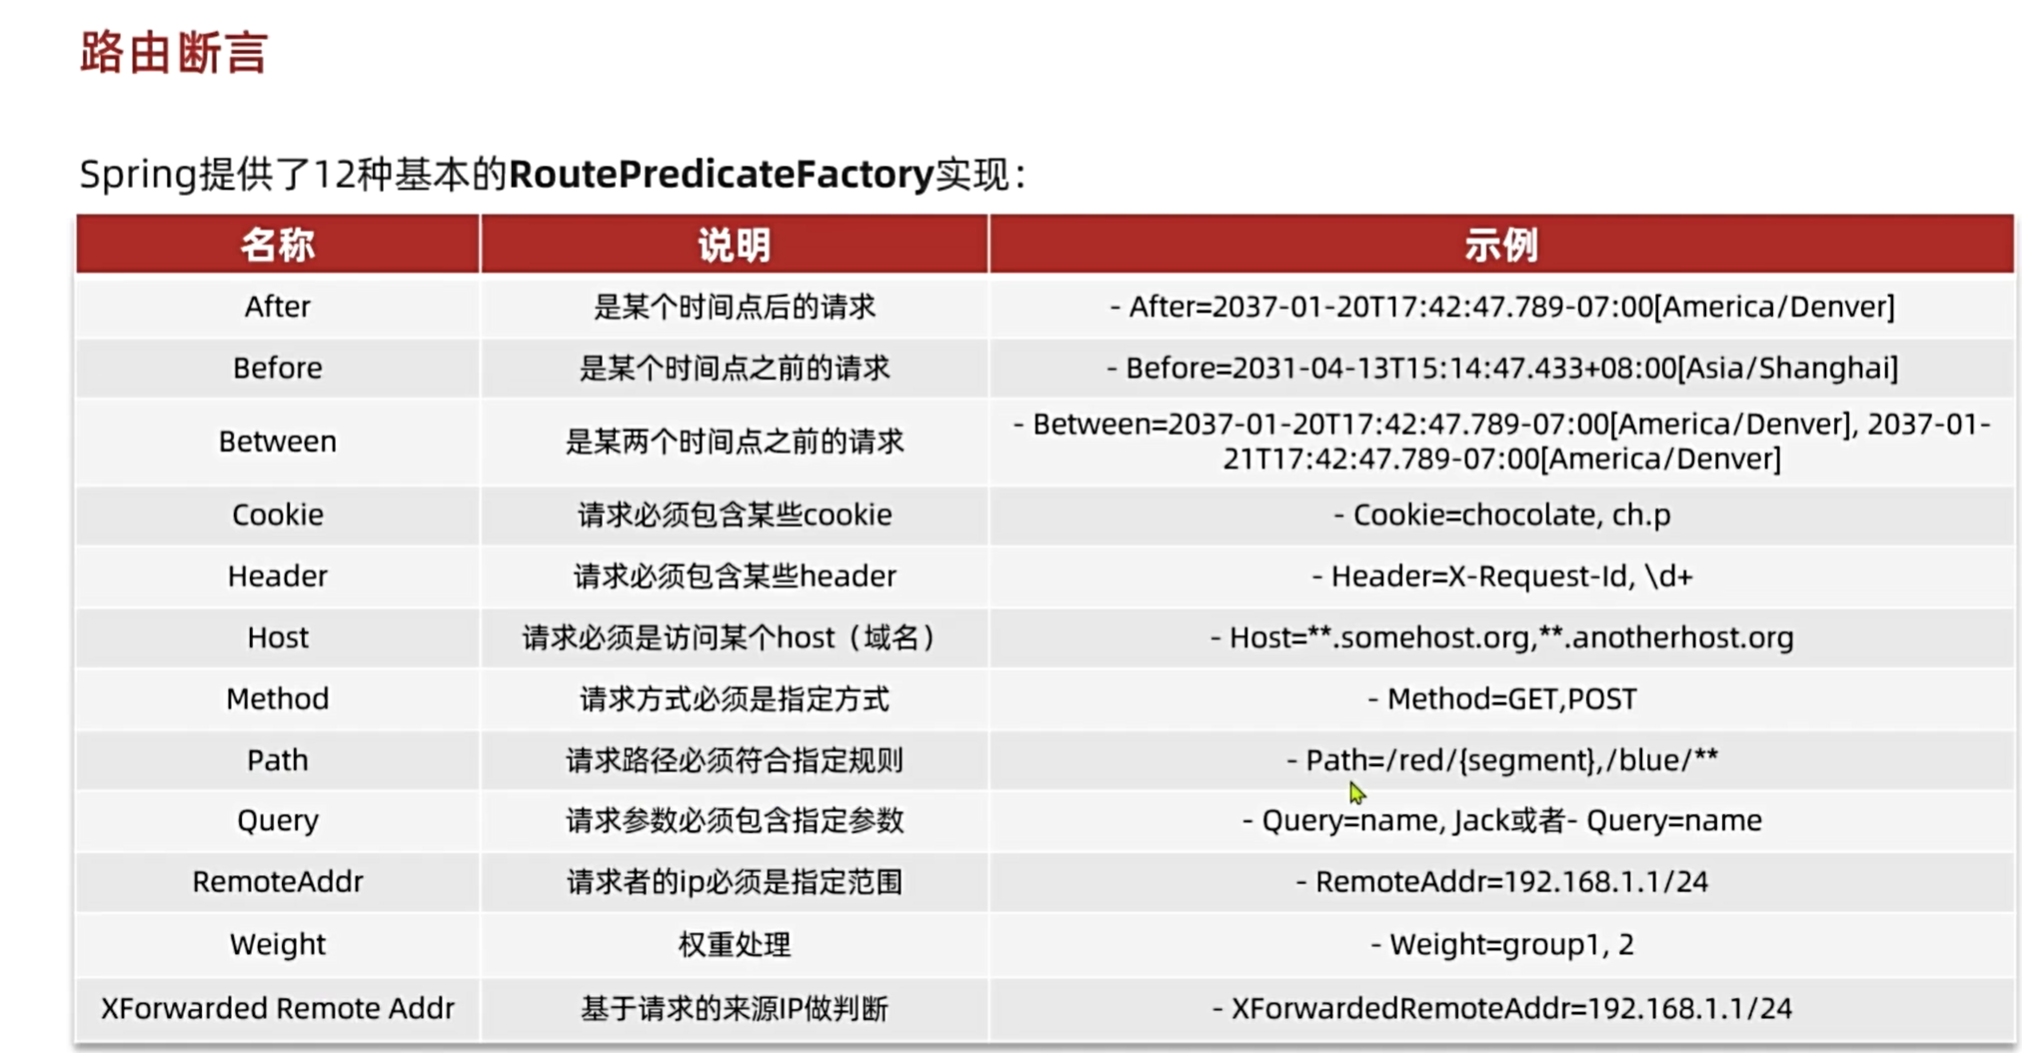 路由断言
Spring提供了12种基本的RoutePredicateFactory实现：
名称 说明 示例
After 是某个时间点后的请求 - After=2037-01-20T17:42:47.789-07:00[America/Denver]
Before 是某个时间点之前的请求 - Before=2031-04-13T15:14:47.433+08:00[Asia/Shanghai]
Between 是某两个时间点之前的请求 - Between=2037-01-20T17:42:47.789-07:00[America/Denver], 2037-01-
21T17:42:47.789-07:00[America/Denver]
Cookie 请求必须包含某些cookie - Cookie=chocolate, ch.p
Header 请求必须包含某些header - Header=X-Request-Id, \d+
Host 请求必须是访问某个host（域名） - Host=**.somehost.org,**.anotherhost.org
Method 请求方式必须是指定方式 - Method=GET,POST
Path 请求路径必须符合指定规则 - Path=/red/{segment},/blue/**
Query 请求参数必须包含指定参数 - Query=name, Jack或者- Query=name
RemoteAddr 请求者的ip必须是指定范围 - RemoteAddr=192.168.1.1/24
Weight 权重处理 - Weight=group1, 2
XForwarded Remote Addr 基于请求的来源IP做判断 - XForwardedRemoteAddr=192.168.1.1/24